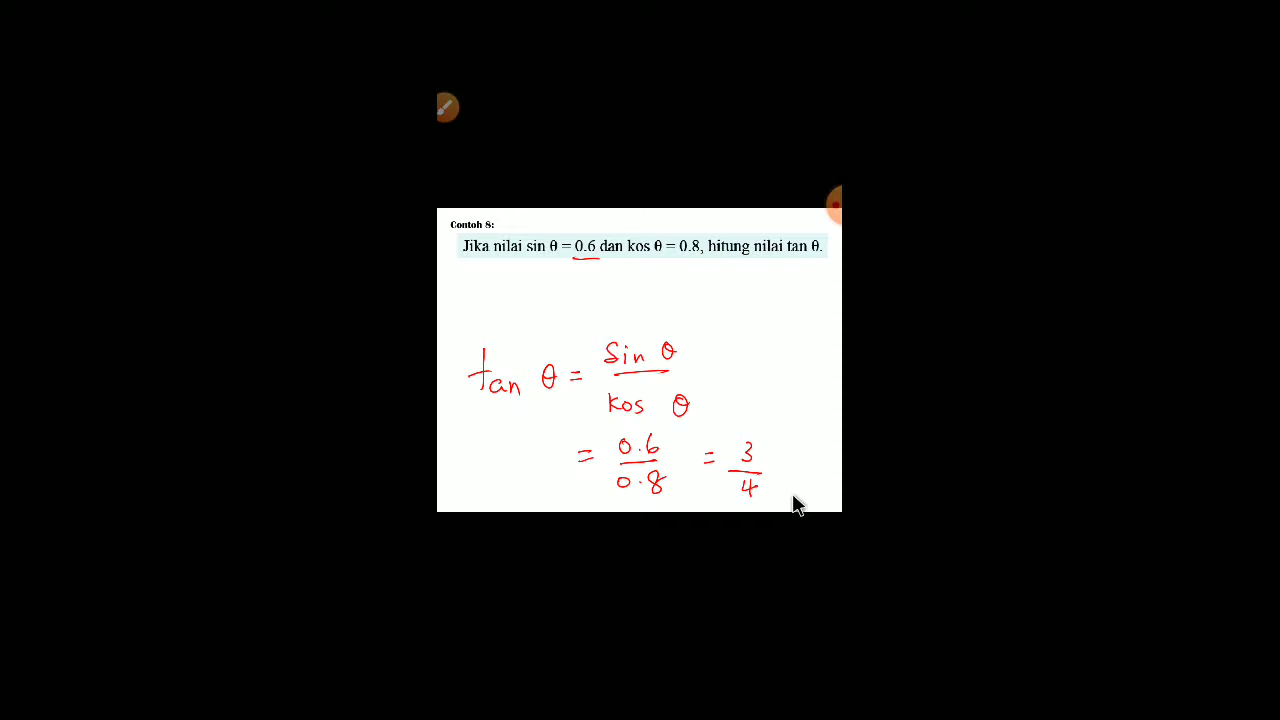 Contoh 8:
Jika nilai sin θ = 0.6 dan kos θ = 0.8, hitung nilai tan θ.
tan θ = sin θ / kos θ
= 0.6 / 0.8 = 3 / 4